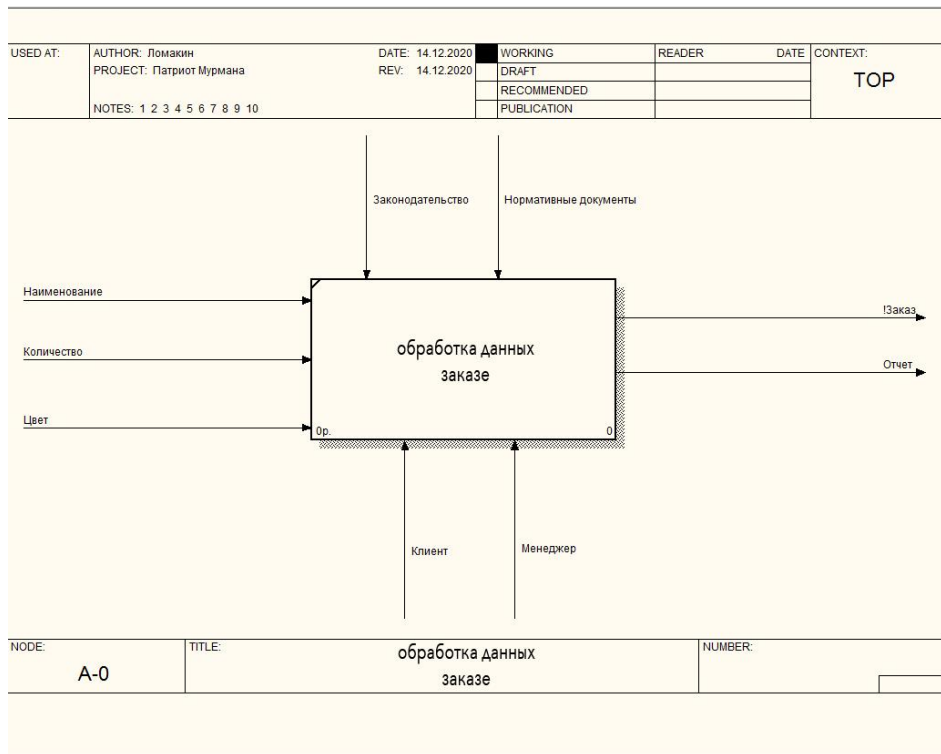 USED AT:
AUTHOR: Ломакин
DATE: 14.12.2020
WORKING
READER
DATE
CONTEXT:
PROJECT: Патриот Мурмана
REV: 14.12.2020
DRAFT
TOP
RECOMMENDED
NOTES: 1 2 3 4 5 6 7 8 9 10
PUBLICATION
Законодательство
Нормативные документы
Наименование
!Заказ
Количество
обработка данных
заказе
Отчет
Цвет
0р.
0
Клиент
Менеджер
NODE:
A-0
TITLE:
обработка данных
заказе
NUMBER: